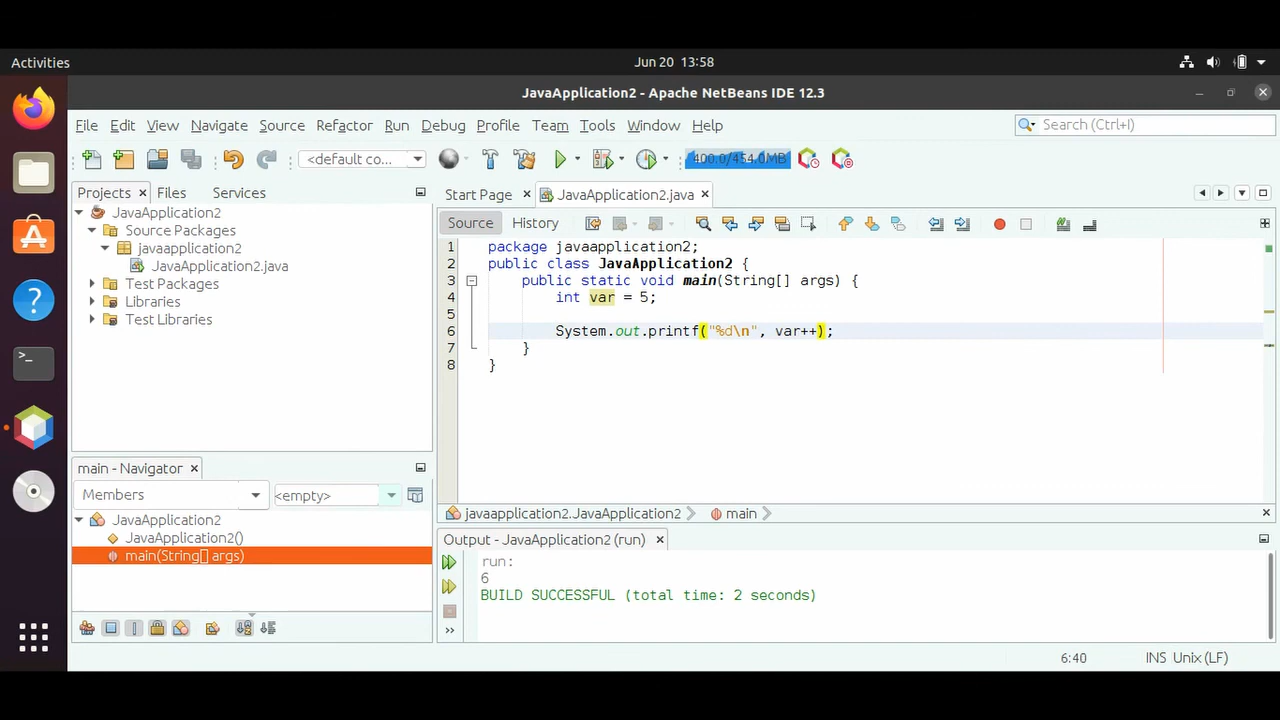 Activities
Jun 20 13:58
JavaApplication2 - Apache NetBeans IDE 12.3
File Edit View Navigate Source Refactor Run Debug Profile Team Tools Window Help
Search (Ctrl+I)
<default co...
400.0/454.0MB
Projects Files Services
JavaApplication2
Source Packages
javaapplication2
JavaApplication2.java
Test Packages
Libraries
Test Libraries
Start Page JavaApplication2.java
Source History
1 package javaapplication2;
2 public class JavaApplication2 {
3 public static void main(String[] args) {
4 int var = 5;
5
6 System.out.printf("%d\n", var++);
7 }
8 }
main - Navigator
Members <empty>
JavaApplication2
JavaApplication2()
main(String[] args)
javaapplication2.JavaApplication2 main
Output - JavaApplication2 (run)
run:
6
BUILD SUCCESSFUL (total time: 2 seconds)
6:40 INS Unix (LF)